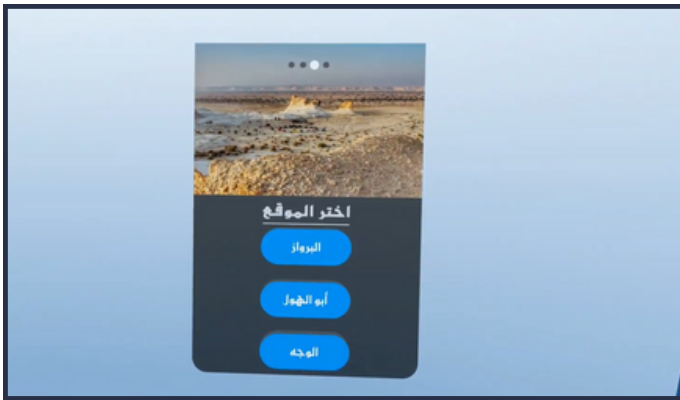 اختر الموقع
البرواز
أبو الهول
الوجه